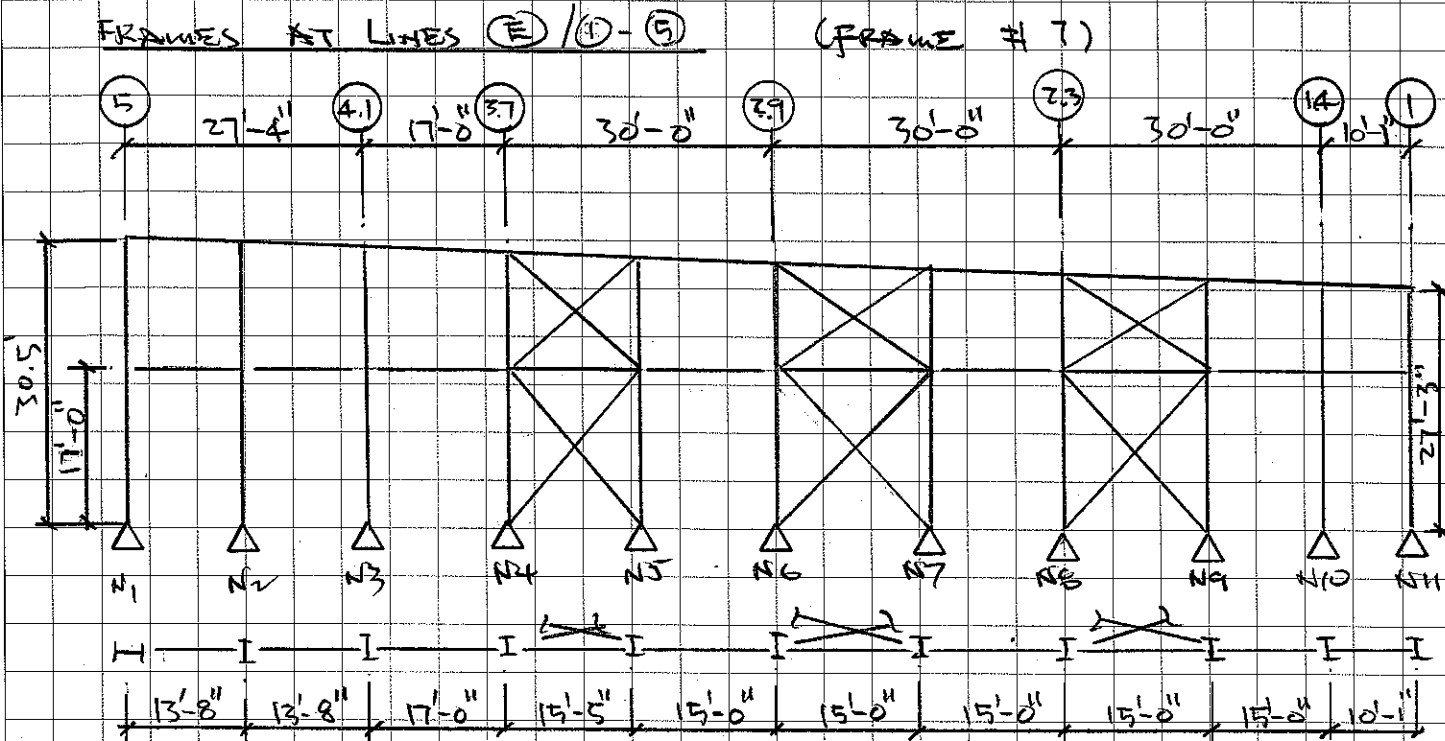 FRAMES AT LINES E / 1 - 5 (FRAME # 7)
5 4.1 3.7 2.9 2.3 1.4 1
27'-4" 17'-0" 30'-0" 30'-0" 30'-0" 10'-1"
30.5'
17'-0"
27'-3"
N1 N2 N3 N4 N5 N6 N7 N8 N9 N10 N11
13'-8" 13'-8" 17'-0" 15'-5" 15'-0" 15'-0" 15'-0" 15'-0" 15'-0" 10'-1"